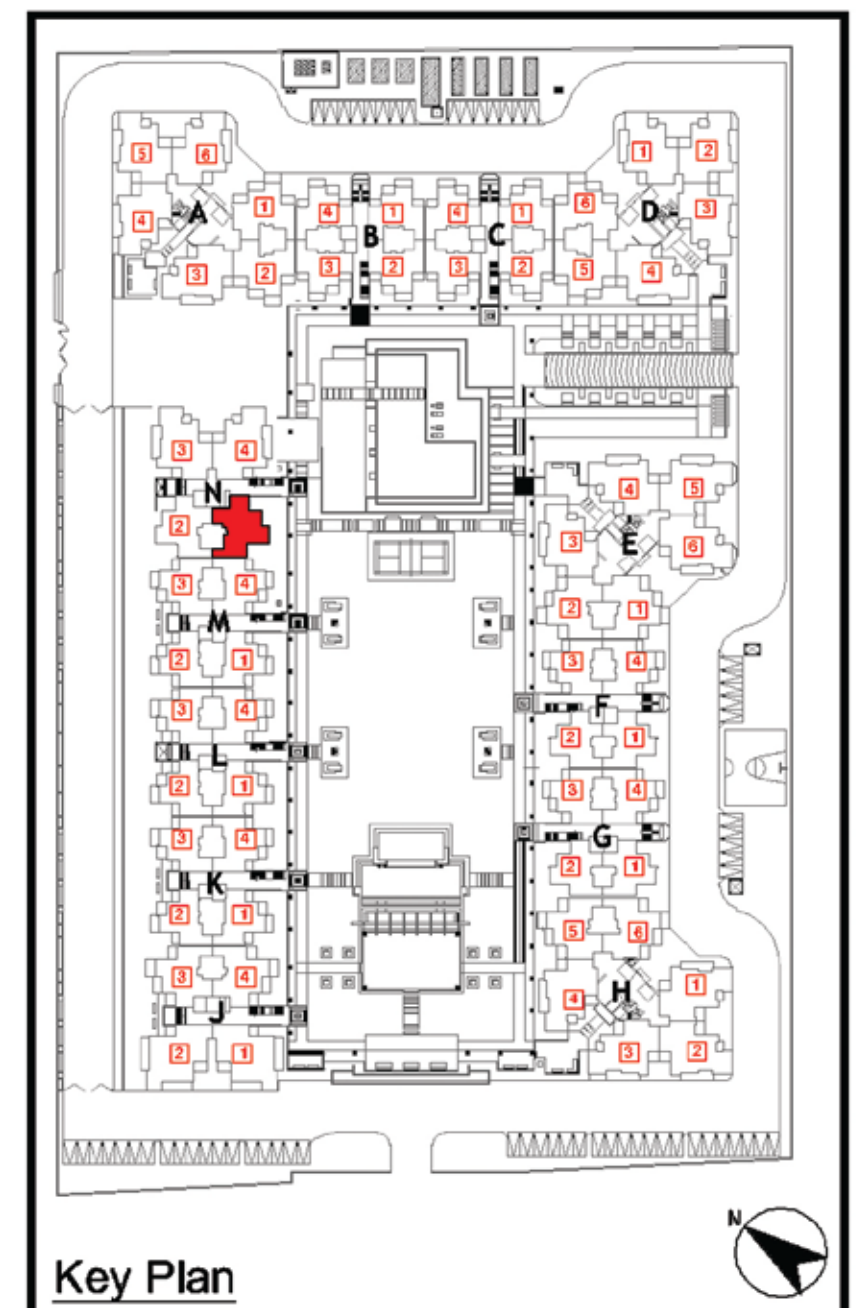 5 6 1 2
A 1 4 1 4 1 6 D 3
4 B C
3 2 3 2 3 2 5 4
3 4
N 4 5
2 3 E 6
3 4 2 1
M
2 1 3 4
F
3 4 2 1
L
2 1 3 4
G
3 4 2 1
K
2 1 5 6
3 4 4 H 1
J
2 1 3 2
N
Key Plan